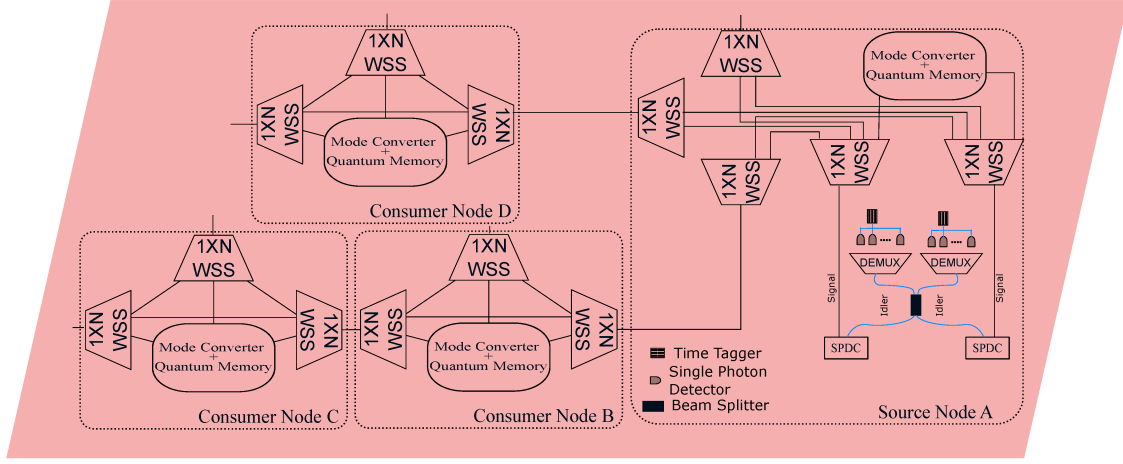 1XN
WSS
1XN
WSS
1XN
WSS
Mode Converter
+
Quantum Memory
Consumer Node D
1XN
WSS
1XN
WSS
1XN
WSS
Mode Converter
+
Quantum Memory
1XN
WSS
1XN
WSS
DEMUX
DEMUX
Signal
Idler
Idler
Signal
SPDC
SPDC
Time Tagger
Single Photon
Detector
Beam Splitter
Source Node A
1XN
WSS
1XN
WSS
1XN
WSS
Mode Converter
+
Quantum Memory
Consumer Node C
1XN
WSS
1XN
WSS
1XN
WSS
Mode Converter
+
Quantum Memory
Consumer Node B